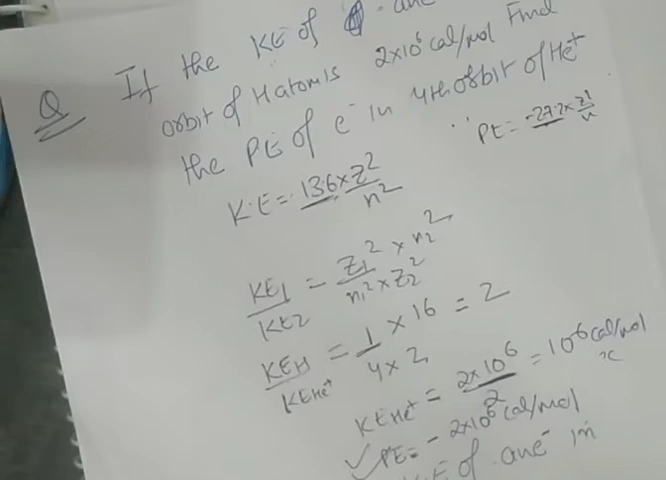 Q If the KE of ane
orbit of H atom is 2x10⁶ cal/mol Find
the PE of e⁻ in 4th orbit of He⁺
∵ PE = -27.2 x z²/n
K.E = 13.6 x z²/n²
KE1/KE2 = Z1² x n2²/n1² x Z2²
KEH/KEHe⁺ = 1/4x2 x 16 = 2
KEHe⁺ = 2x10⁶/2 = 10⁶ cal/mol
✓ PE = - 2x10⁶ cal/mol
K.E of one⁻ in